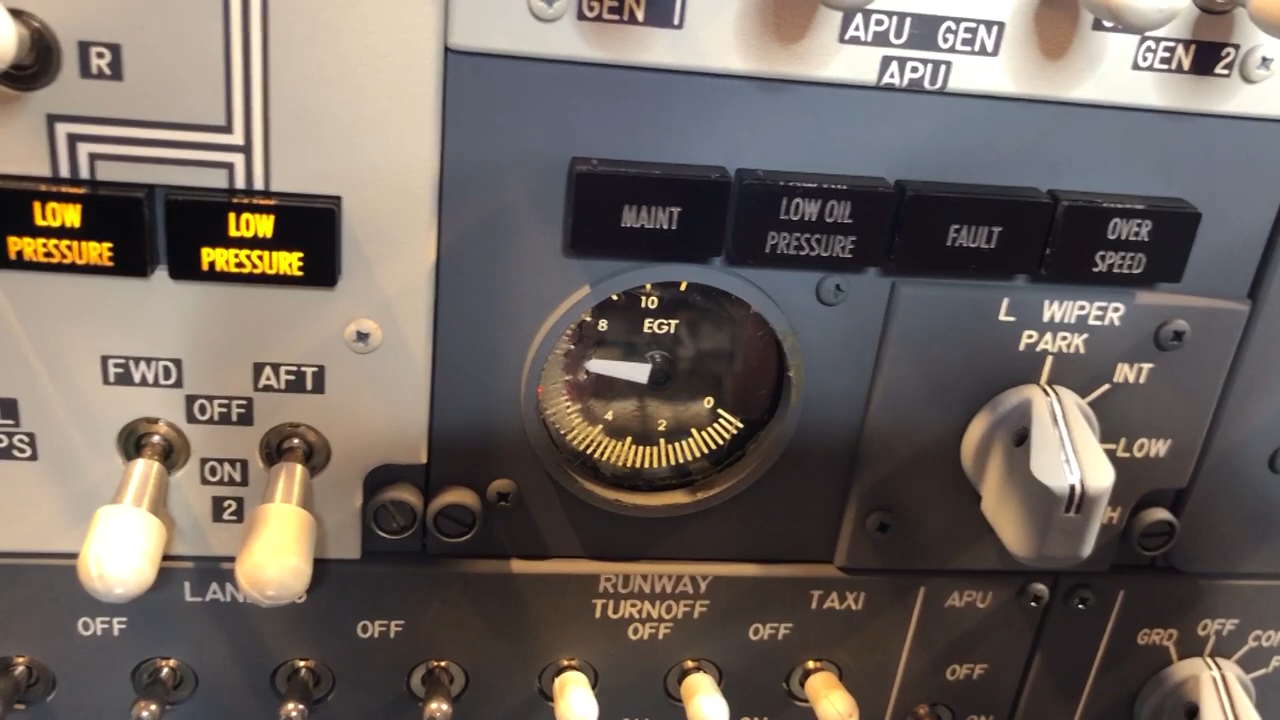 GEN 1
APU GEN
GEN 2
APU
R
LOW
PRESSURE
LOW
PRESSURE
MAINT
LOW OIL
PRESSURE
FAULT
OVER
SPEED
10
8
EGT
4
2
0
L WIPER
PARK
INT
LOW
FWD
AFT
OFF
ON
2
OFF
OFF
RUNWAY
TURNOFF
OFF
OFF
TAXI
APU
OFF
GRD
OFF